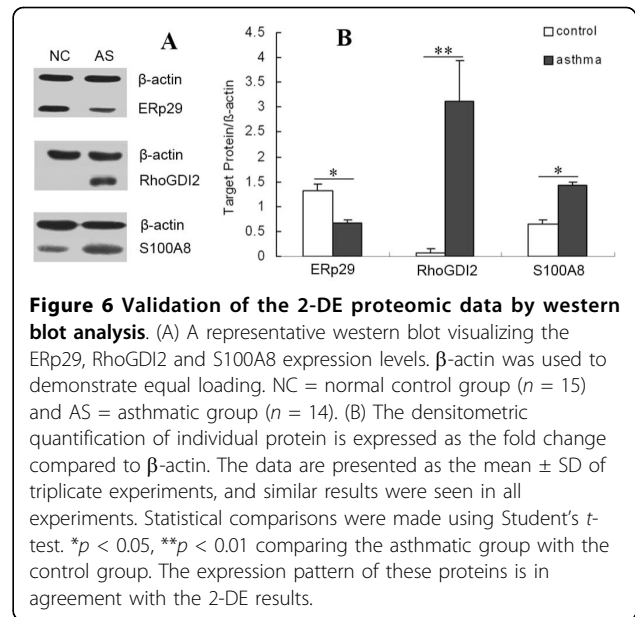 A
NC AS
β-actin
ERp29
β-actin
RhoGDI2
β-actin
S100A8
B
control
asthma
Target Protein/ß-actin
4.5
4
3.5
3
2.5
2
1.5
1
0.5
0
*
**
*
ERp29 RhoGDI2 S100A8
Figure 6 Validation of the 2-DE proteomic data by western
blot analysis. (A) A representative western blot visualizing the
ERp29, RhoGDI2 and S100A8 expression levels. β-actin was used to
demonstrate equal loading. NC = normal control group (n = 15)
and AS = asthmatic group (n = 14). (B) The densitometric
quantification of individual protein is expressed as the fold change
compared to β-actin. The data are presented as the mean ± SD of
triplicate experiments, and similar results were seen in all
experiments. Statistical comparisons were made using Student's t-
test. *p < 0.05, **p < 0.01 comparing the asthmatic group with the
control group. The expression pattern of these proteins is in
agreement with the 2-DE results.